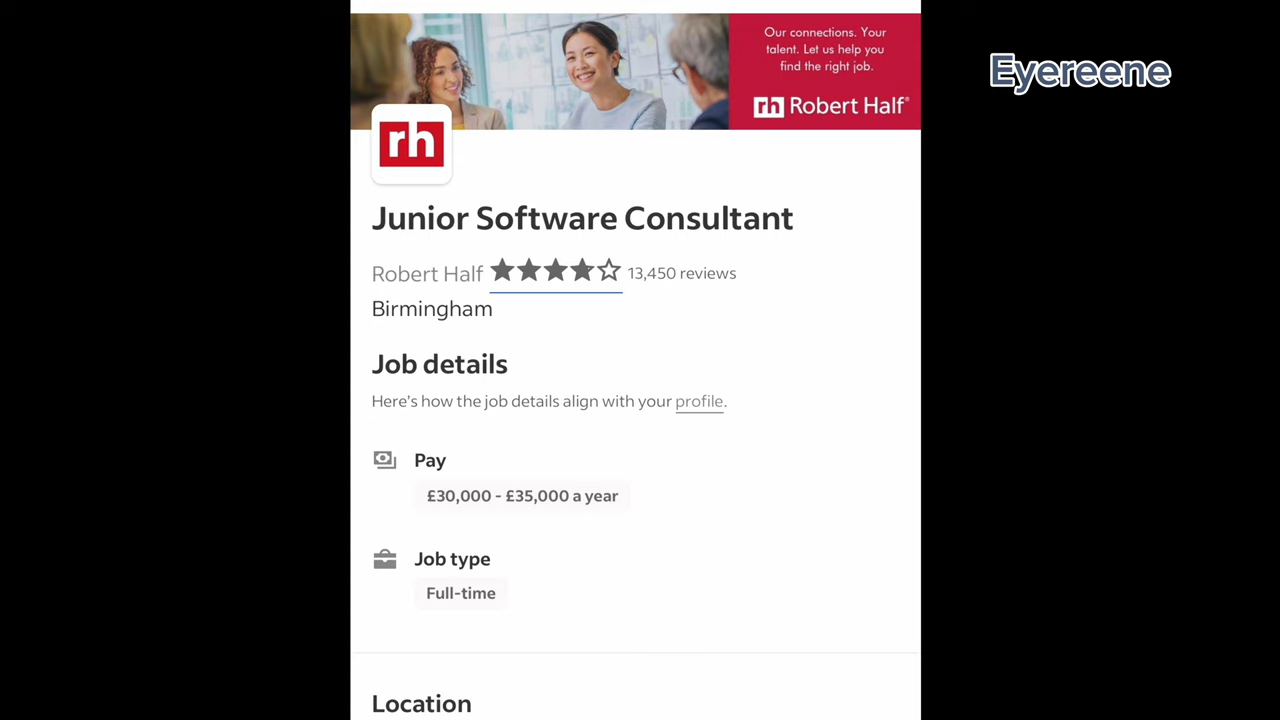 Our connections. Your
talent. Let us help you
find the right job.
rh Robert Half®
Eyereene
rh
Junior Software Consultant
Robert Half 13,450 reviews
Birmingham
Job details
Here's how the job details align with your profile.
Pay
£30,000 - £35,000 a year
Job type
Full-time
Location